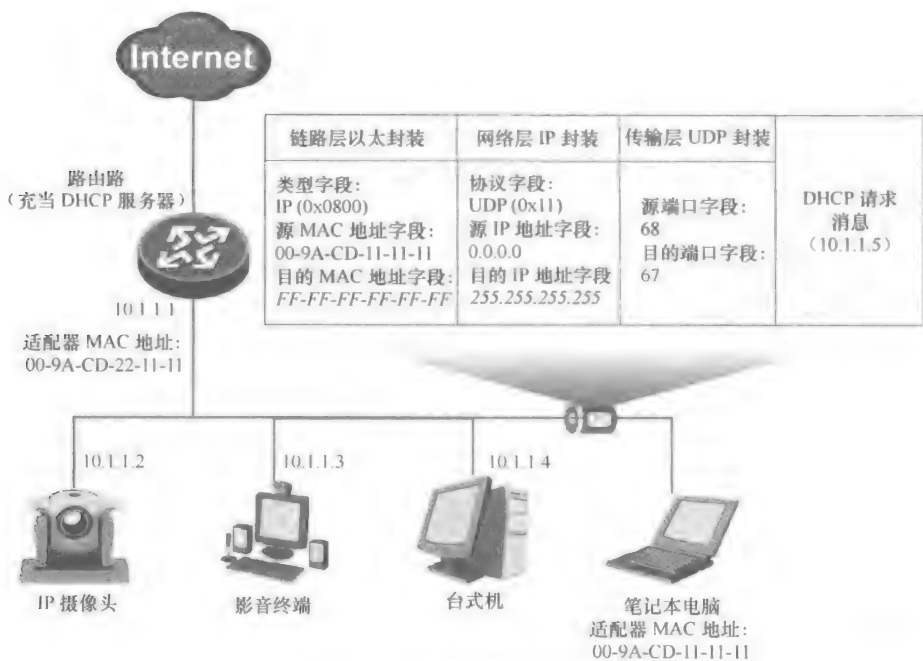 Internet
路由路
(充当 DHCP 服务器)
10.1.1.1
适配器 MAC 地址:
00-9A-CD-22-11-11
链路层以太封装
类型字段:
IP (0x0800)
源 MAC 地址字段:
00-9A-CD-11-11-11
目的 MAC 地址字段:
FF-FF-FF-FF-FF-FF
网络层 IP 封装
协议字段:
UDP (0x11)
源 IP 地址字段:
0.0.0.0
目的 IP 地址字段
255.255.255.255
传输层 UDP 封装
源端口字段:
68
目的端口字段:
67
DHCP 请求
消息
(10.1.1.5)
10.1.1.2
10.1.1.3
10.1.1.4
IP 摄像头
影音终端
台式机
笔记本电脑
适配器 MAC 地址:
00-9A-CD-11-11-11